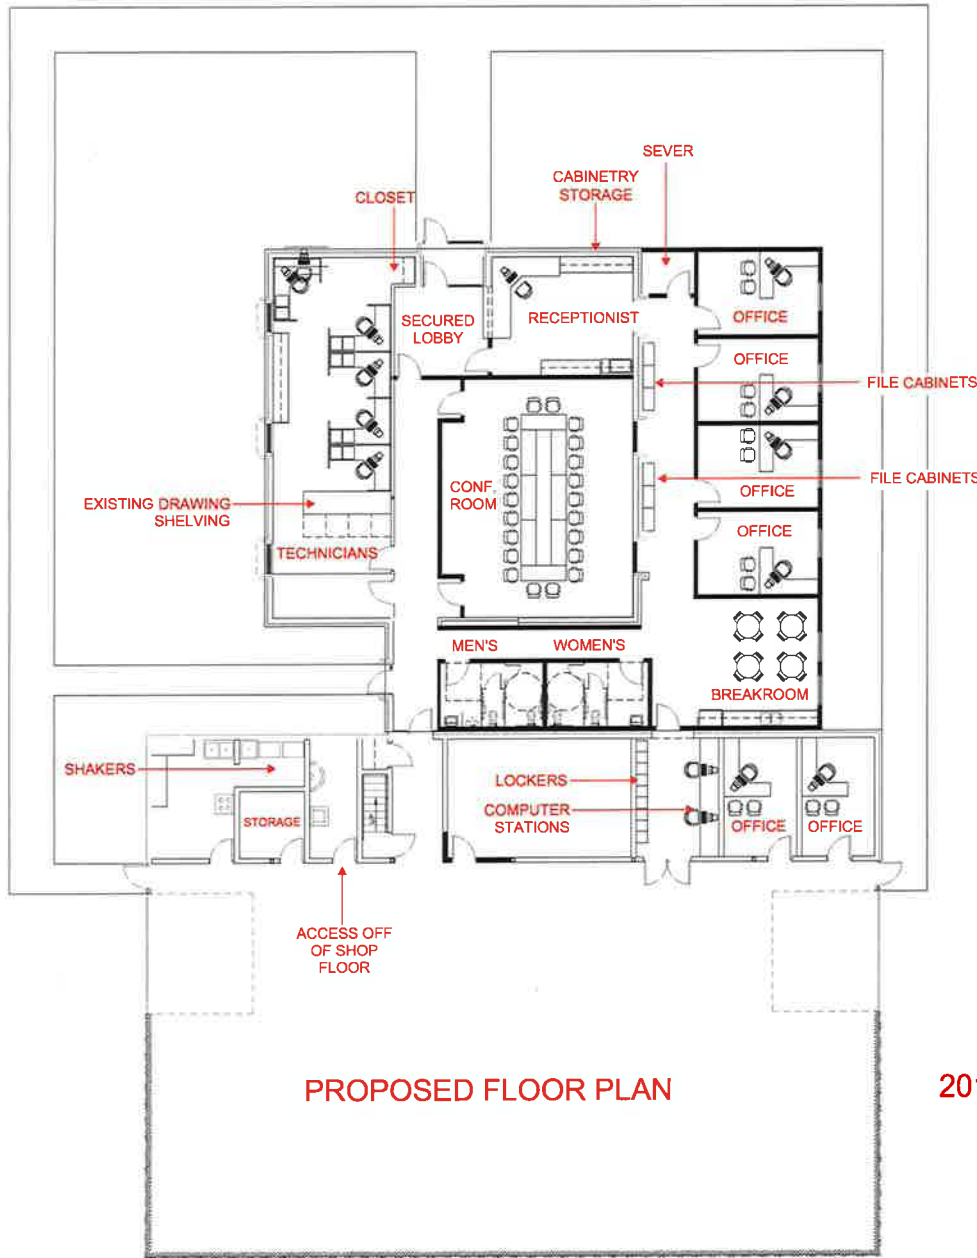 SEVER
CABINETRY
STORAGE
CLOSET
SECURED
LOBBY
RECEPTIONIST
OFFICE
OFFICE
FILE CABINETS
CONF.
ROOM
OFFICE
FILE CABINETS
EXISTING DRAWING
SHELVING
OFFICE
TECHNICIANS
MEN'S
WOMEN'S
BREAKROOM
SHAKERS
LOCKERS
COMPUTER
STATIONS
STORAGE
OFFICE
OFFICE
ACCESS OFF
OF SHOP
FLOOR
PROPOSED FLOOR PLAN